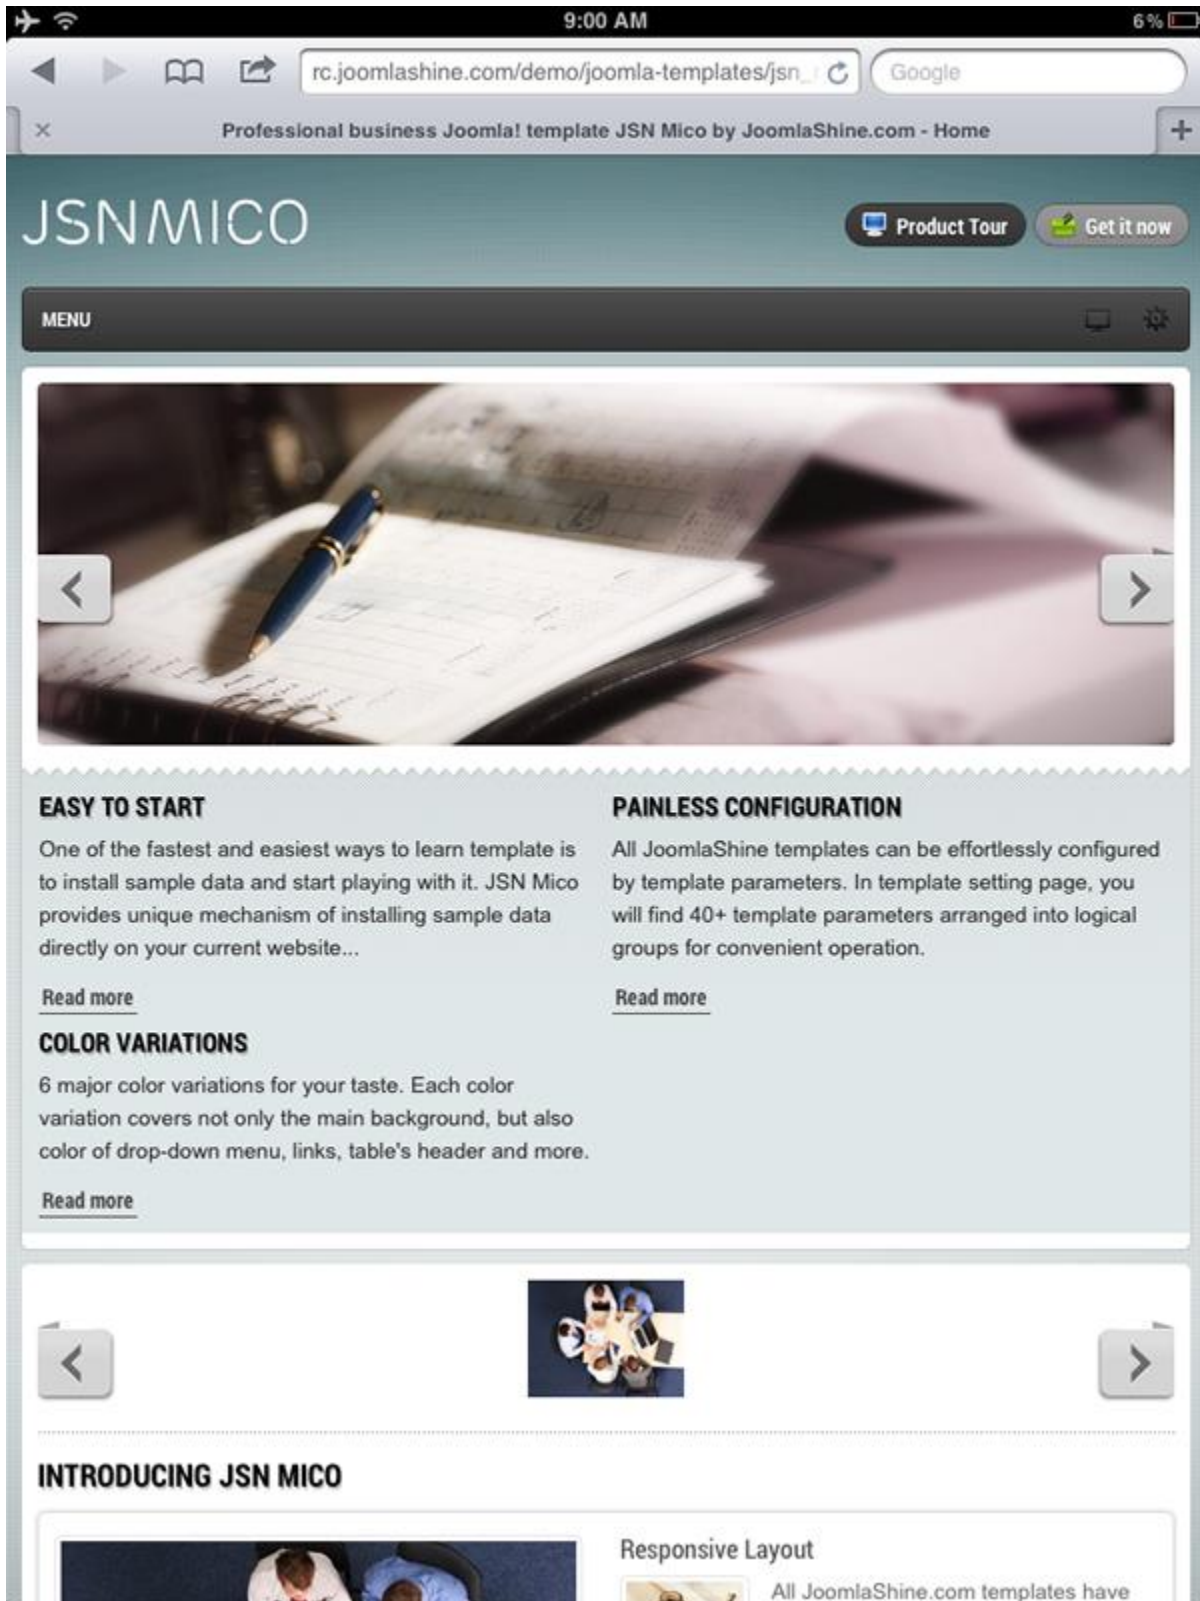 9:00 AM
6%
rc.joomlashine.com/demo/joomla-templates/jsn_
Google
Professional business Joomla! template JSN Mico by JoomlaShine.com - Home
JSN MICO
Product Tour
Get it now
MENU
EASY TO START
One of the fastest and easiest ways to learn template is
to install sample data and start playing with it. JSN Mico
provides unique mechanism of installing sample data
directly on your current website...
Read more
PAINLESS CONFIGURATION
All JoomlaShine templates can be effortlessly configured
by template parameters. In template setting page, you
will find 40+ template parameters arranged into logical
groups for convenient operation.
Read more
COLOR VARIATIONS
6 major color variations for your taste. Each color
variation covers not only the main background, but also
color of drop-down menu, links, table's header and more.
Read more
INTRODUCING JSN MICO
Responsive Layout
All JoomlaShine.com templates have